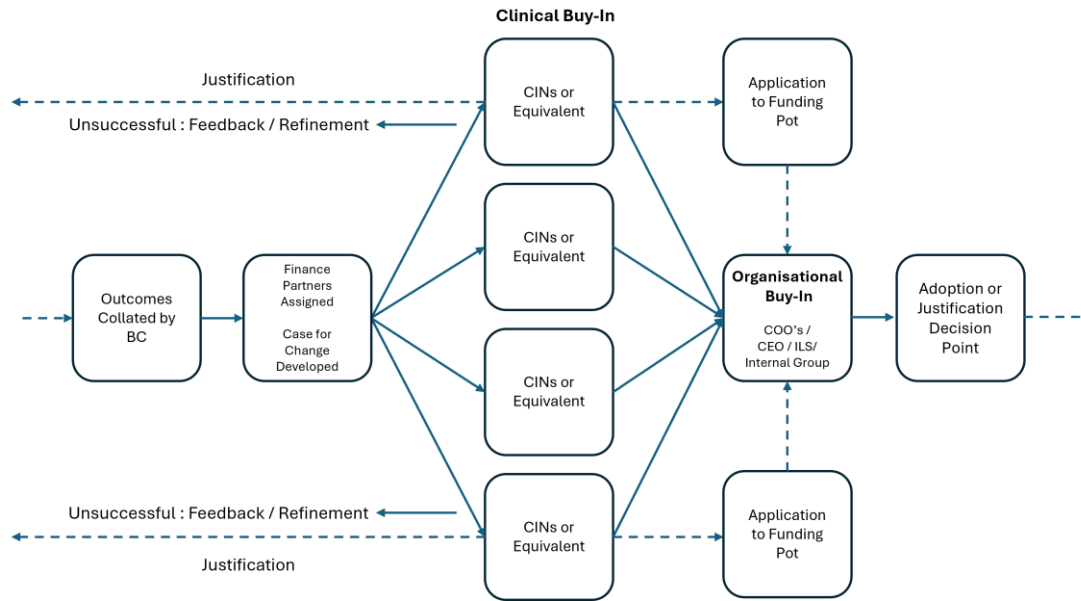 Clinical Buy-In
Justification
Unsuccessful : Feedback / Refinement
CINs or
Equivalent
Application
to Funding
Pot
CINs or
Equivalent
Outcomes
Collated by
BC
Finance
Partners
Assigned
Case for
Change
Developed
Organisational
Buy-In
COO's /
CEO / ILS/
Internal Group
Adoption or
Justification
Decision
Point
CINs or
Equivalent
Unsuccessful : Feedback / Refinement
Justification
CINs or
Equivalent
Application
to Funding
Pot